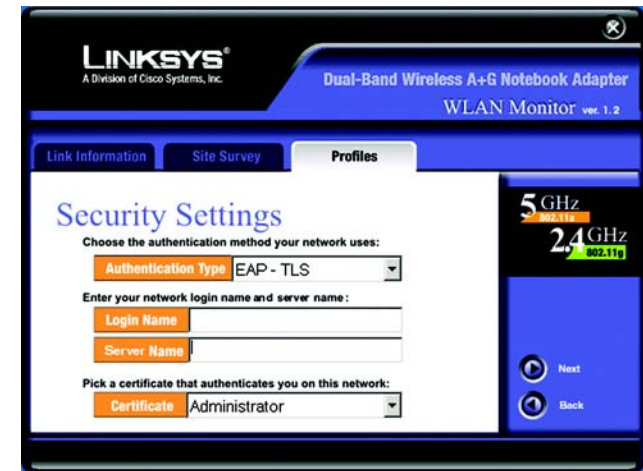 LINKSYS®
A Division of Cisco Systems, Inc.
Dual-Band Wireless A+G Notebook Adapter
WLAN Monitor ver. 1.2
Link Information
Site Survey
Profiles
Security Settings
Choose the authentication method your network uses:
Authentication Type EAP - TLS
Enter your network login name and server name:
Login Name
Server Name
Pick a certificate that authenticates you on this network:
Certificate Administrator
5 GHz
802.11a
2.4 GHz
802.11g
Next
Back